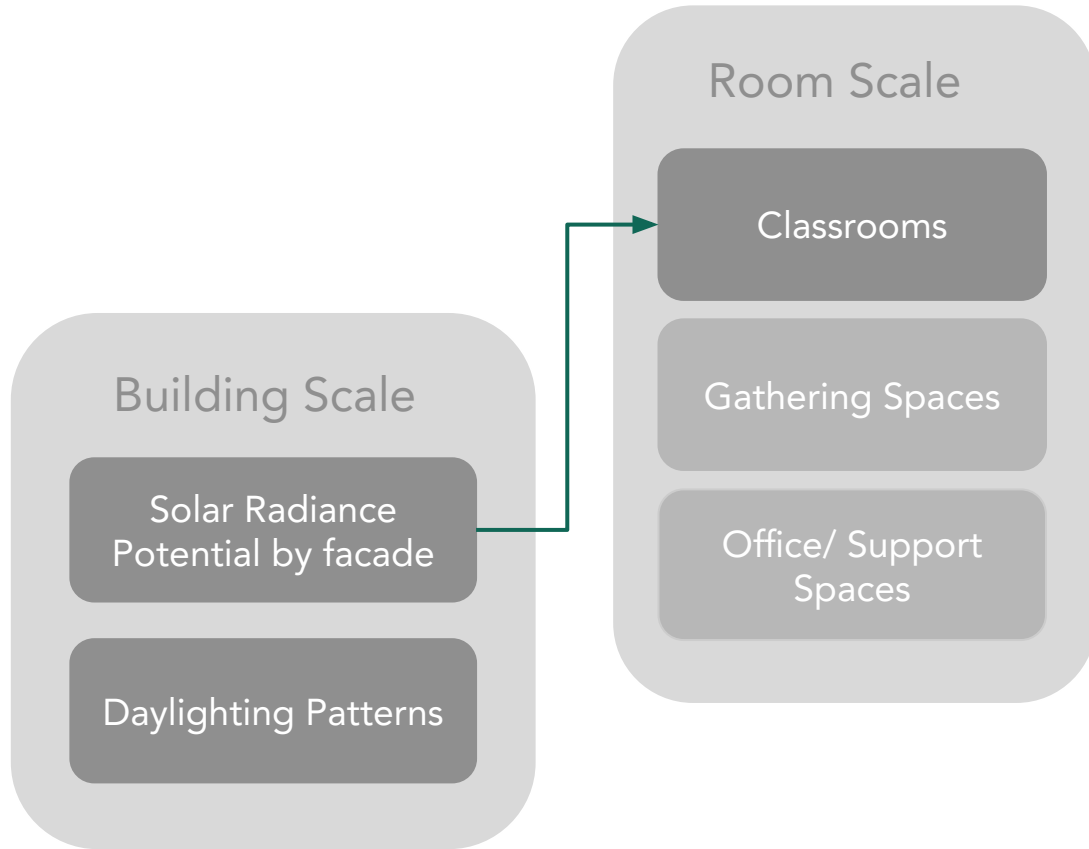 Room Scale
Classrooms
Gathering Spaces
Office/ Support
Spaces
Building Scale
Solar Radiance
Potential by facade
Daylighting Patterns